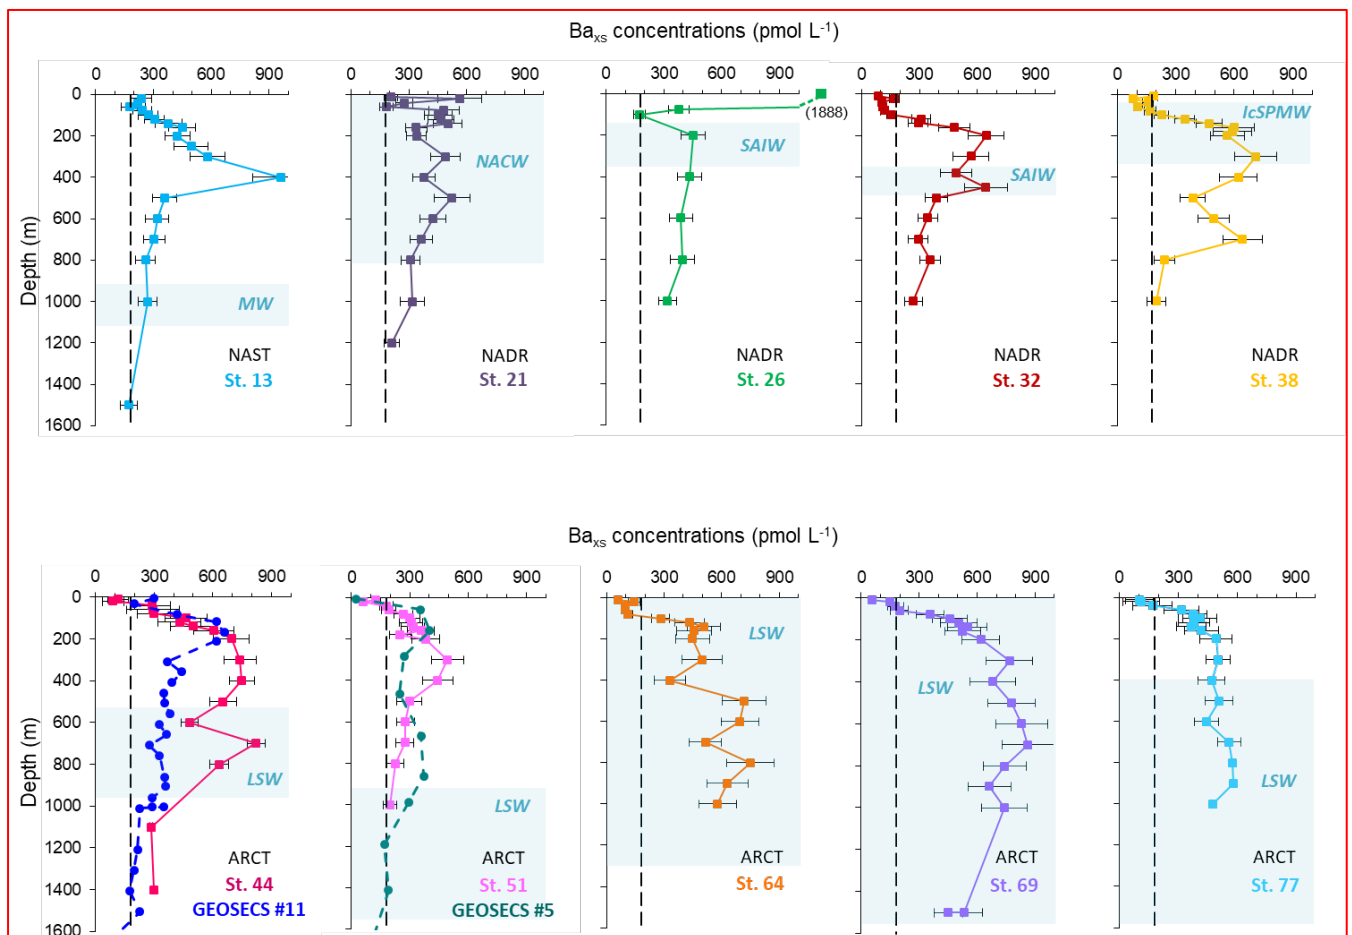 Ba_xs concentrations (pmol L⁻¹)
0 300 600 900 0 300 600 900 0 300 600 900 0 300 600 900 0 300 600 900
Depth (m)
0
200
400
600
800
1000
1200
1400
1600
MW
NAST
St. 13
NACW
NADR
St. 21
(1888)
SAIW
NADR
St. 26
SAIW
NADR
St. 32
IcSPMW
NADR
St. 38
Ba_xs concentrations (pmol L⁻¹)
0 300 600 900 0 300 600 900 0 300 600 900 0 300 600 900 0 300 600 900
Depth (m)
0
200
400
600
800
1000
1200
1400
1600
LSW
ARCT
St. 44
GEOSECS #11
LSW
ARCT
St. 51
GEOSECS #5
LSW
ARCT
St. 64
LSW
ARCT
St. 69
LSW
ARCT
St. 77